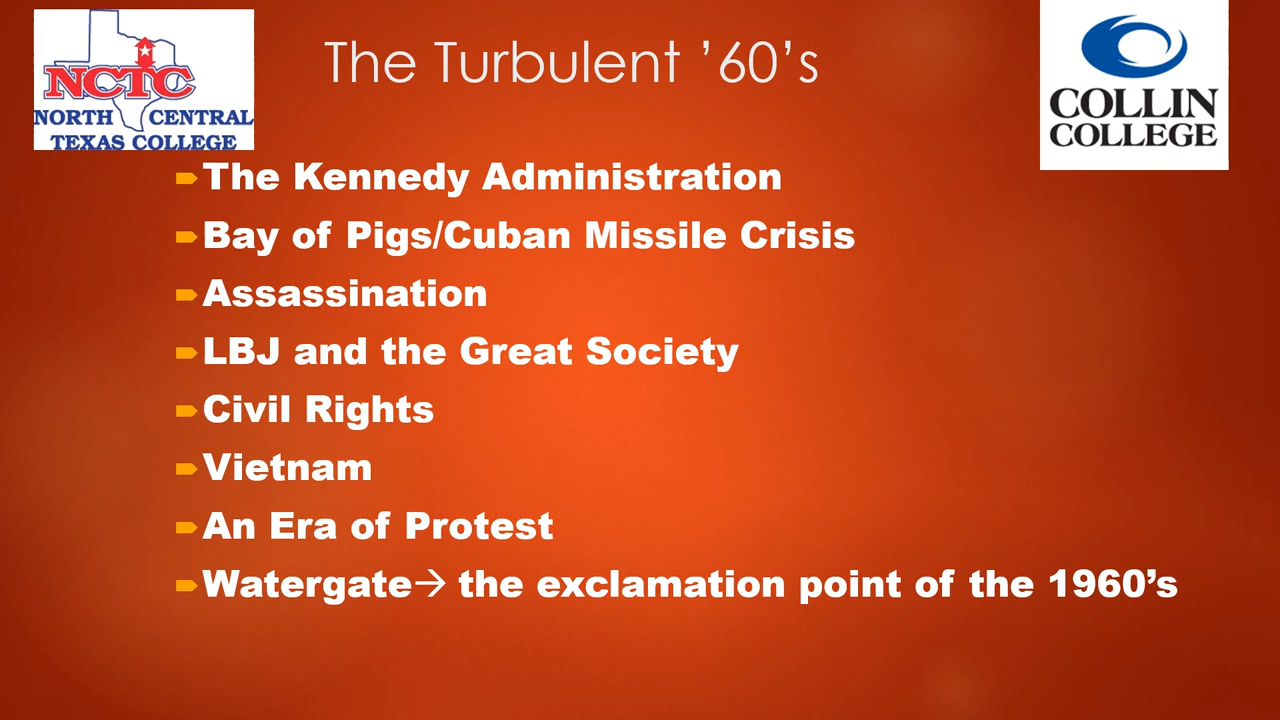 NCTC
NORTH CENTRAL
TEXAS COLLEGE
The Turbulent ’60’s
COLLIN
COLLEGE
The Kennedy Administration
Bay of Pigs/Cuban Missile Crisis
Assassination
LBJ and the Great Society
Civil Rights
Vietnam
An Era of Protest
Watergate→ the exclamation point of the 1960’s